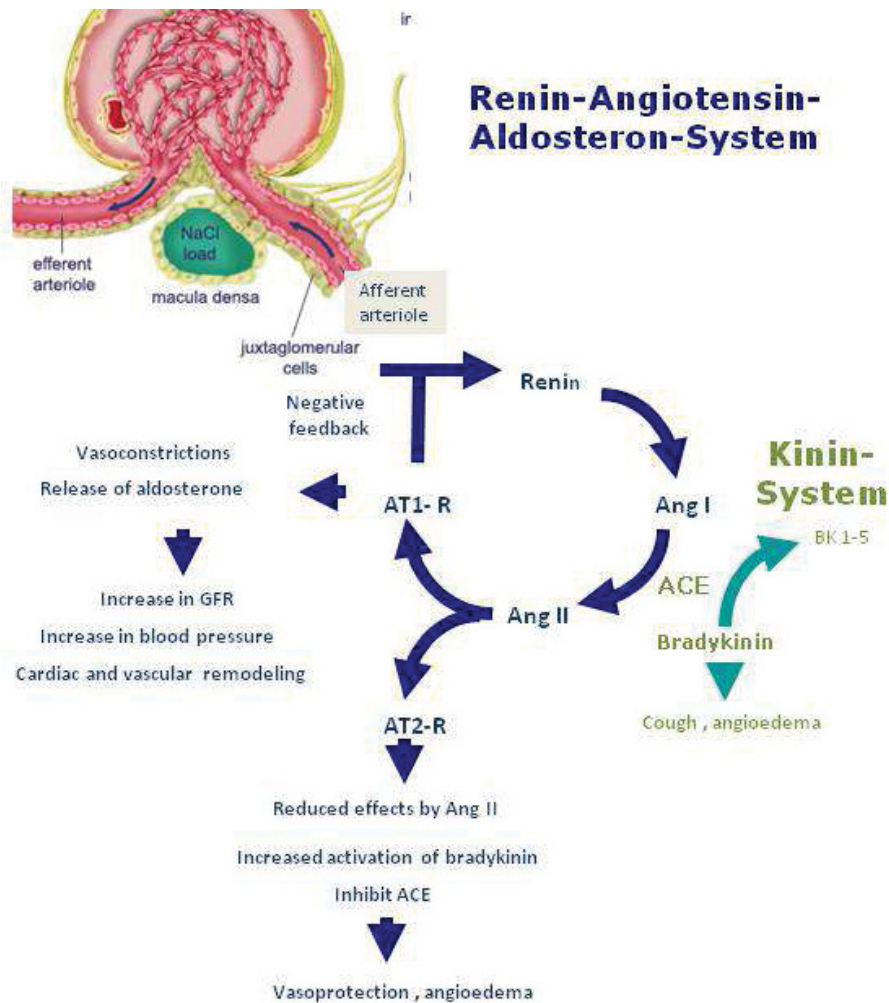 Renin-Angiotensin-
Aldosteron-System
NaCl
load
efferent
arteriole
macula densa
Afferent
arteriole
juxtaglomerular
cells
Negative
feedback
Renin
Vasoconstrictions
Release of aldosterone
AT1- R
Ang I
Kinin-
System
BK 1-5
ACE
Increase in GFR
Increase in blood pressure
Cardiac and vascular remodeling
Ang II
Bradykinin
AT2-R
Cough , angioedema
Reduced effects by Ang II
Increased activation of bradykinin
Inhibit ACE
Vasoprotection , angioedema